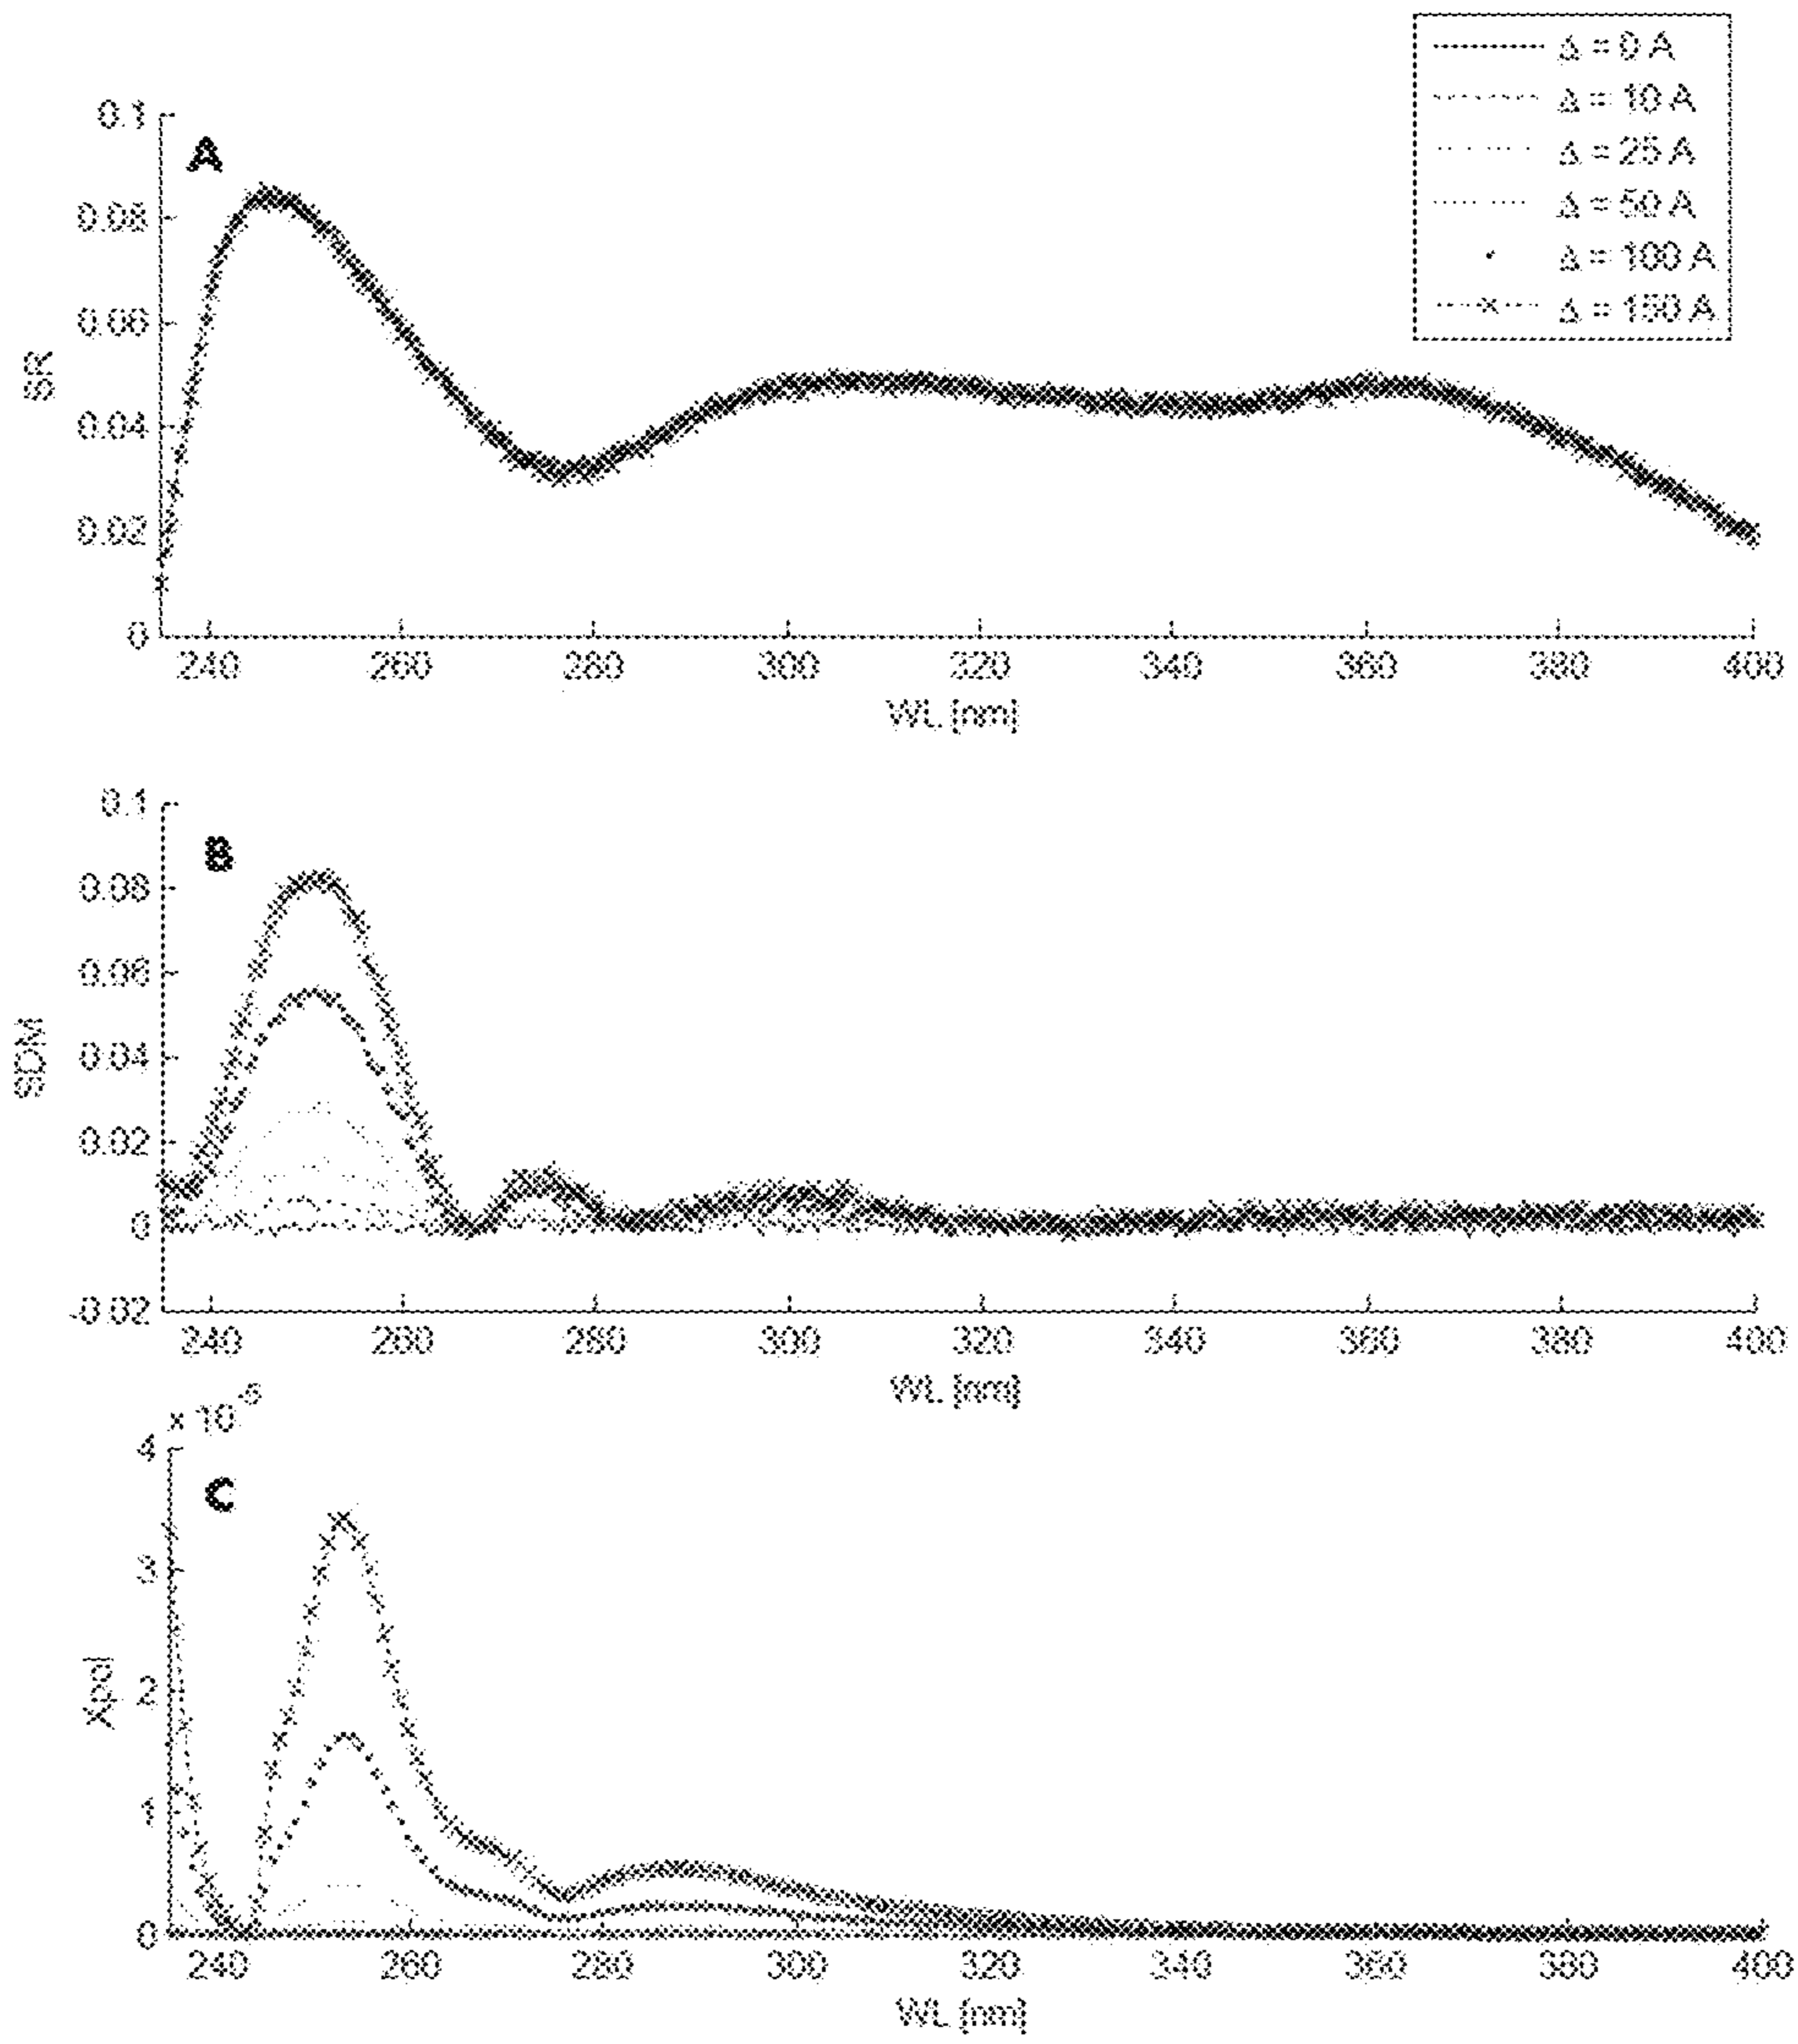 Δ = 0 A
Δ = 10 A
Δ = 25 A
Δ = 50 A
Δ = 100 A
Δ = 150 A
A
0.1
0.08
0.06
0.04
0.02
0
SR
240 260 280 300 320 340 360 380 400
WL [nm]
B
0.1
0.08
0.06
0.04
0.02
0
-0.02
SDM
240 260 280 300 320 340 360 380 400
WL [nm]
x 10
C
4
3
2
1
0
Xpol
240 260 280 300 320 340 360 380 400
WL [nm]